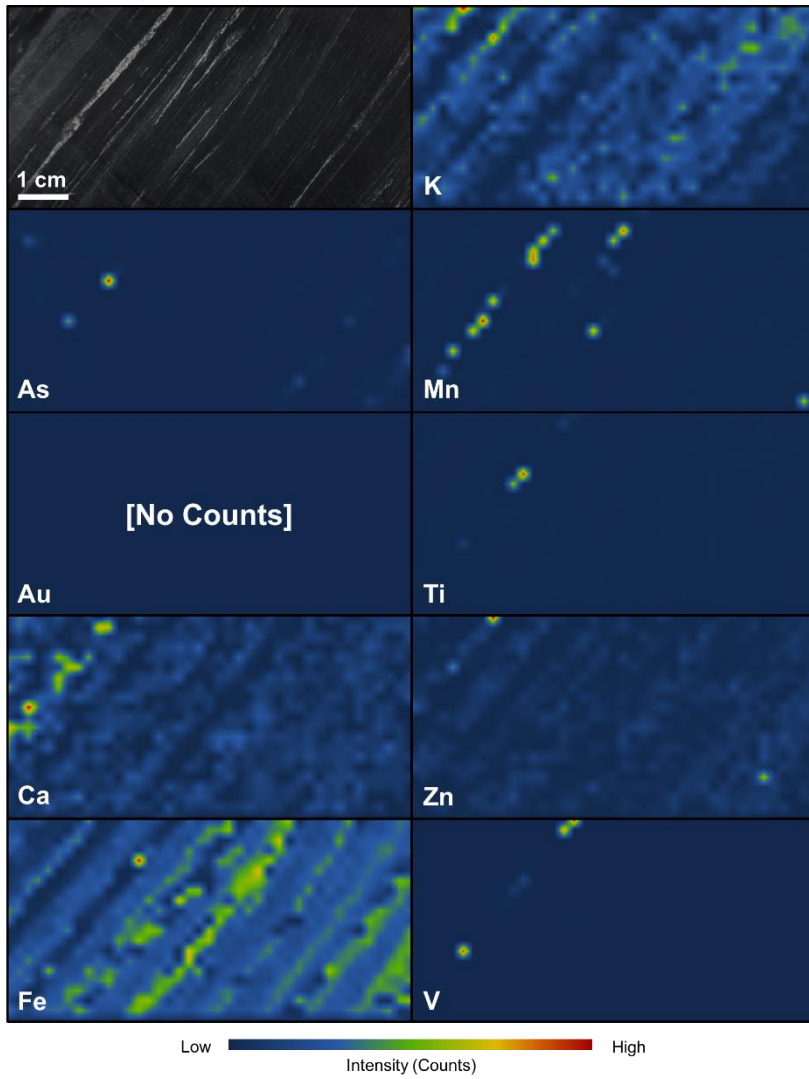 1 cm
K
As
Mn
[No Counts]
Au
Ti
Ca
Zn
Fe
V
Low
High
Intensity (Counts)